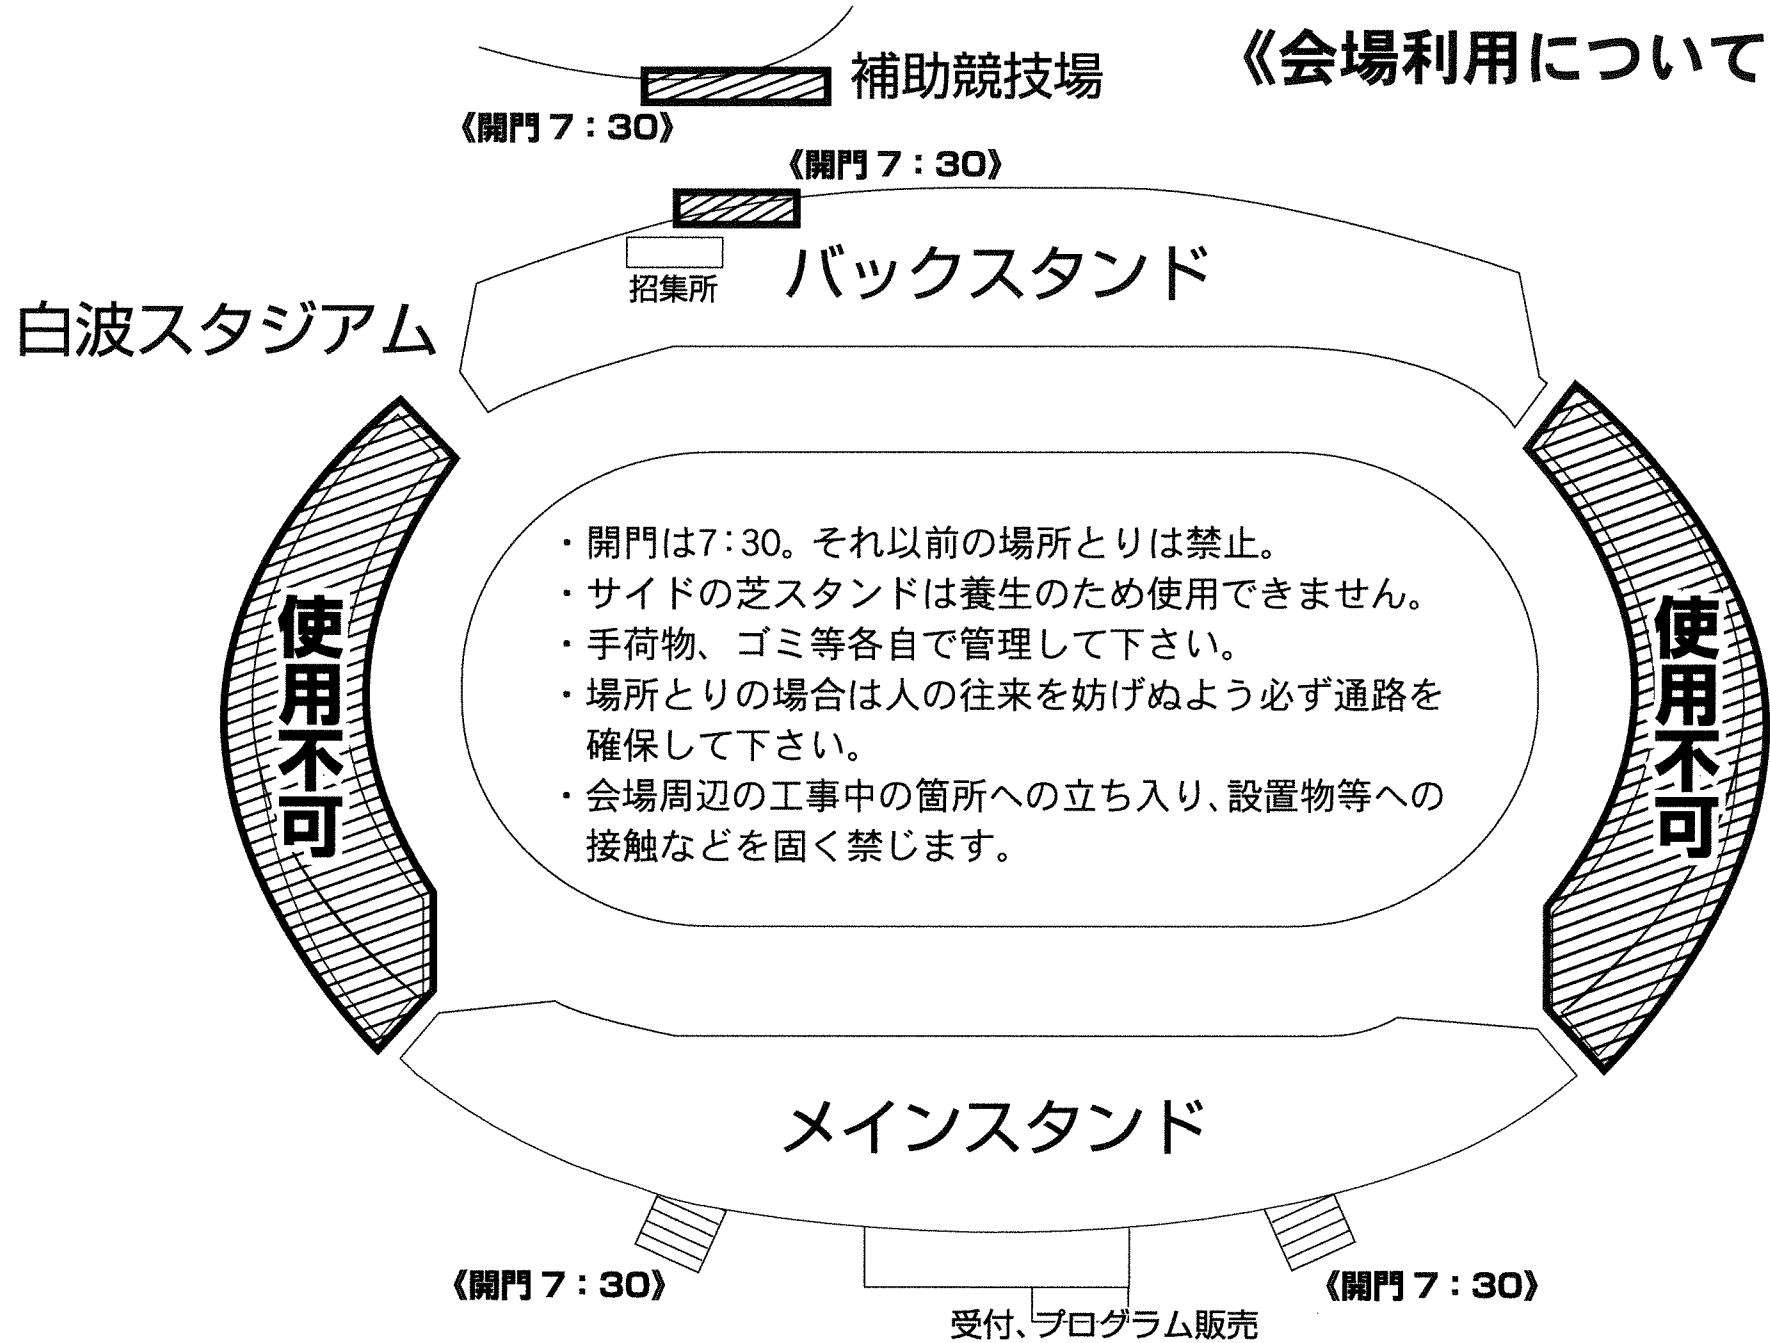 《会場利用について
補助競技場
《開門7：30》
《開門7：30》
招集所
バックスタンド
白波スタジアム
・開門は7：30。それ以前の場所とりは禁止。
・サイドの芝スタンドは養生のため使用できません。
・手荷物、ゴミ等各自で管理して下さい。
・場所とりの場合は人の往来を妨げぬよう必ず通路を
確保して下さい。
・会場周辺の工事中の箇所への立ち入り、設置物等への
接触などを固く禁じます。
使用不可
使用不可
メインスタンド
《開門7：30》
《開門7：30》
受付、プログラム販売